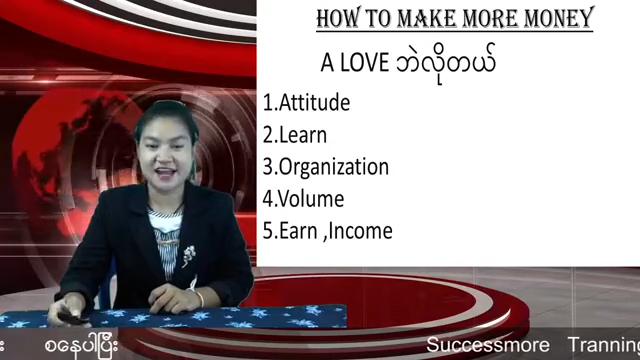 HOW TO MAKE MORE MONEY
A LOVE ဘဲလိုတယ်
1.Attitude
2.Learn
3.Organization
4.Volume
5.Earn ,Income
စနေပါပြီး Successmore Tranning